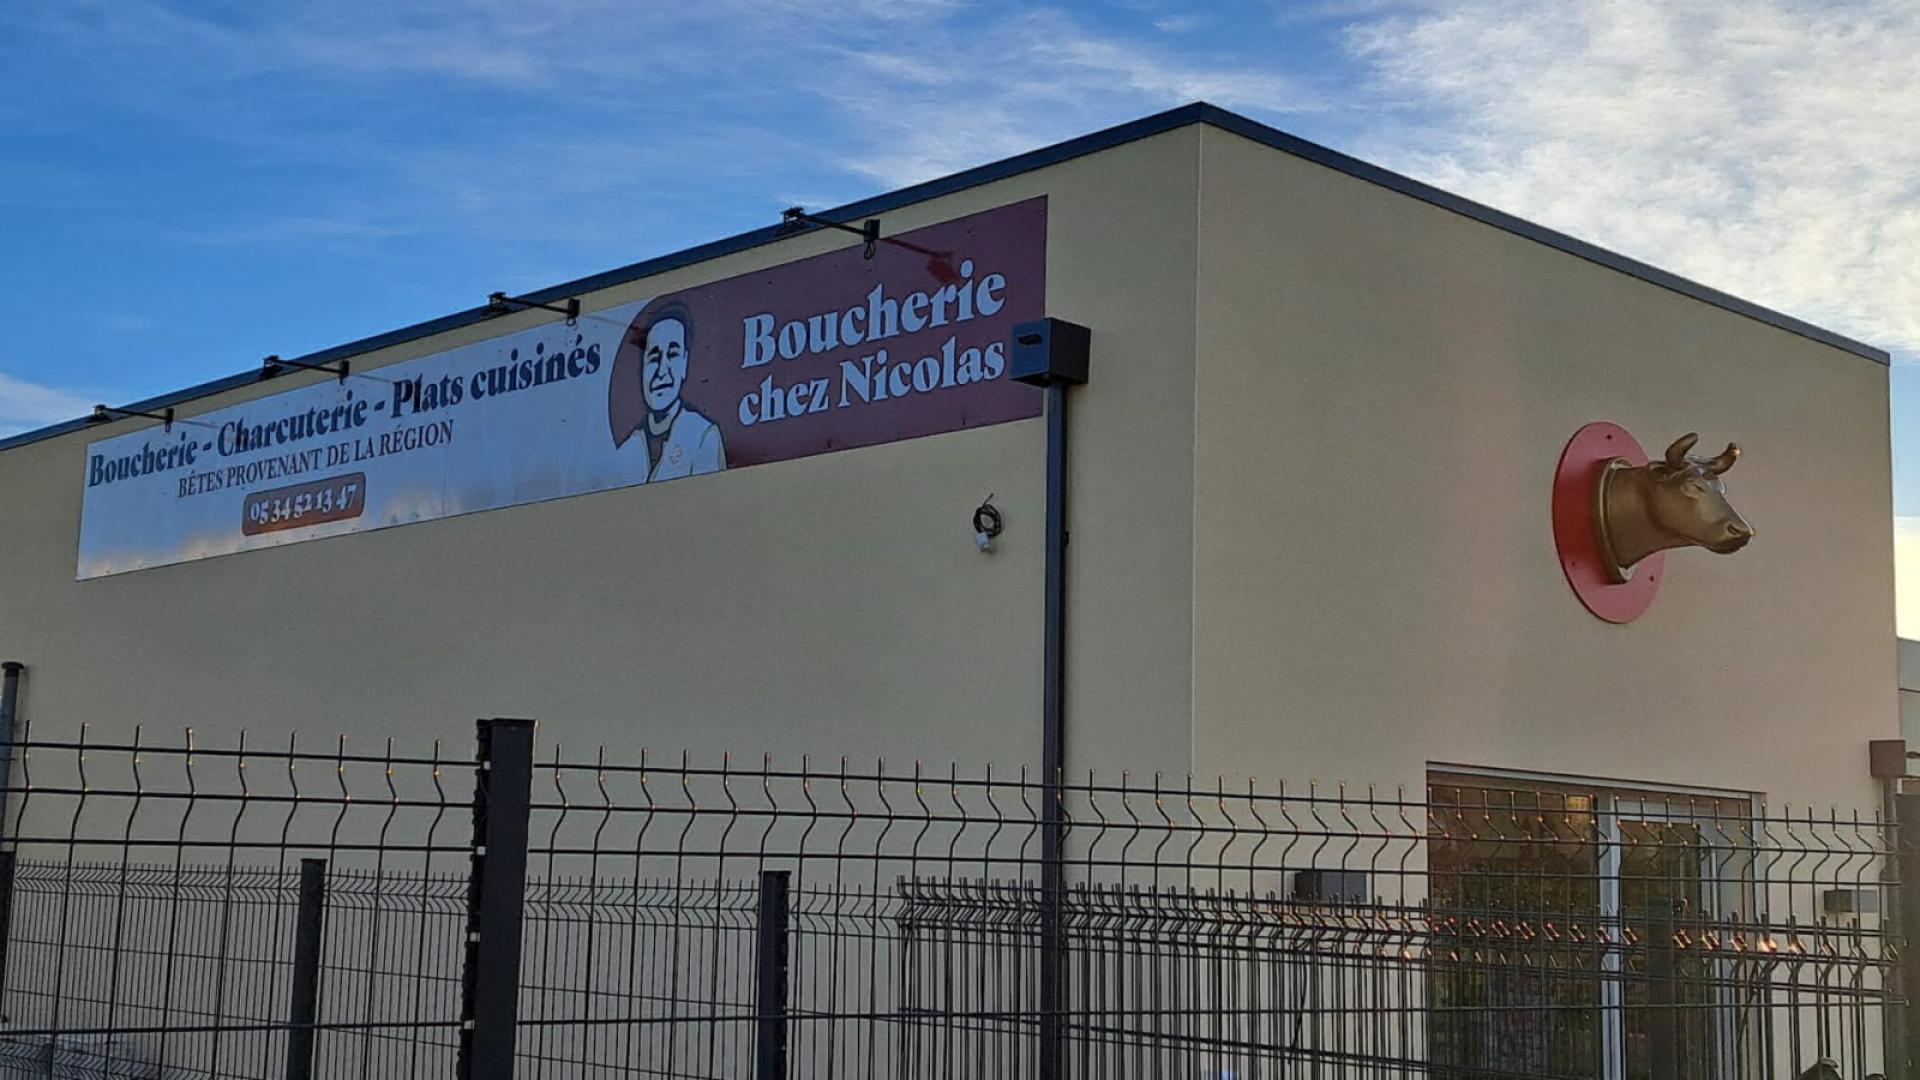 Boucherie - Charcuterie - Plats cuisinés
BÊTES PROVENANT DE LA RÉGION
05 34 52 13 47
Boucherie
chez Nicolas